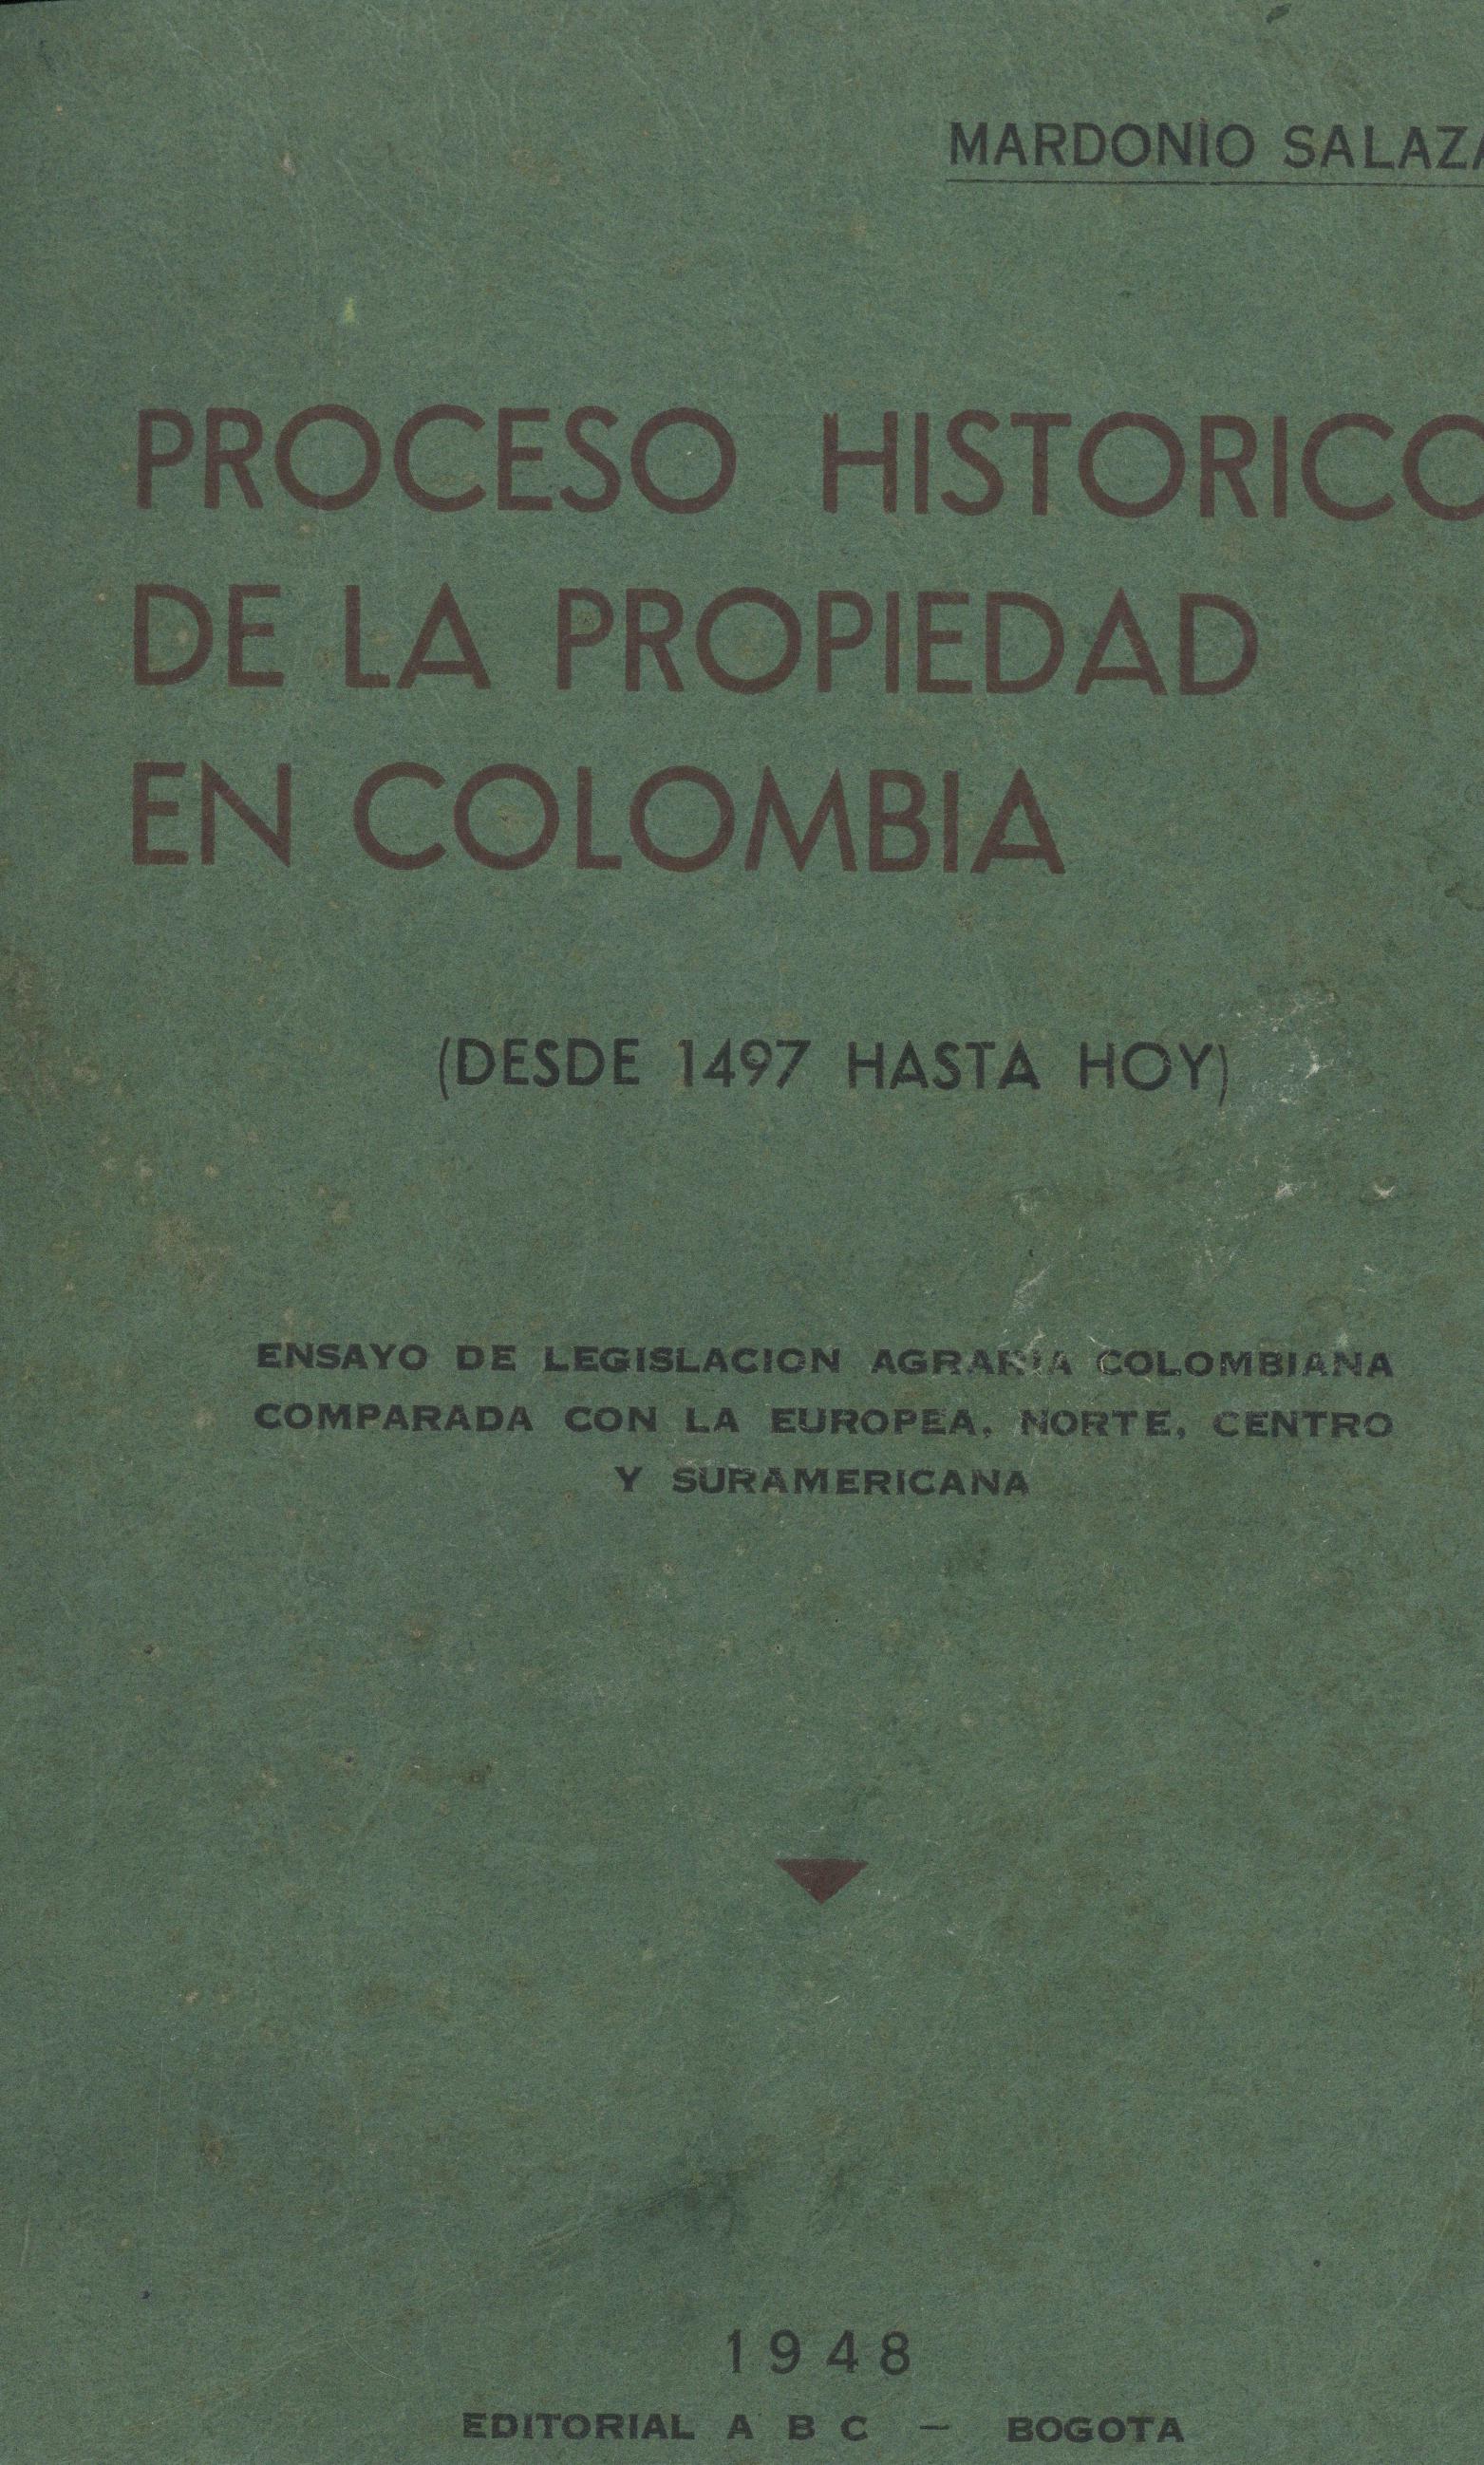 MARDONIO SALAZA
PROCESO HISTORICO
DE LA PROPIEDAD
EN COLOMBIA
(DESDE 1497 HASTA HOY)
ENSAYO DE LEGISLACION AGRARIA COLOMBIANA
COMPARADA CON LA EUROPEA, NORTE, CENTRO
Y SURAMERICANA
1948
EDITORIAL A B C — BOGOTA